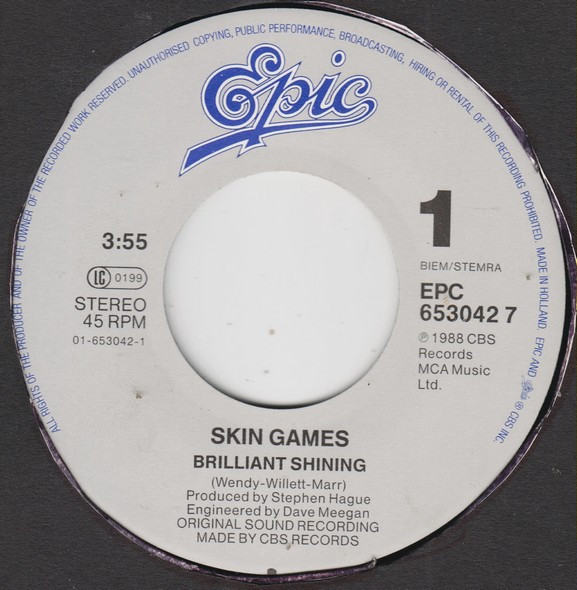 ALL RIGHTS OF THE PRODUCER AND OF THE OWNER OF THE RECORDED WORK RESERVED. UNAUTHORISED COPYING, PUBLIC PERFORMANCE, BROADCASTING, HIRING OR RENTAL OF THIS RECORDING PROHIBITED. MADE IN HOLLAND. EPIC AND ® CBS INC.
Epic
3:55
LC 0199
STEREO
45 RPM
01-653042-1
1
BIEM/STEMRA
EPC
653042 7
℗ 1988 CBS
Records
MCA Music
Ltd.
SKIN GAMES
BRILLIANT SHINING
(Wendy-Willett-Marr)
Produced by Stephen Hague
Engineered by Dave Meegan
ORIGINAL SOUND RECORDING
MADE BY CBS RECORDS